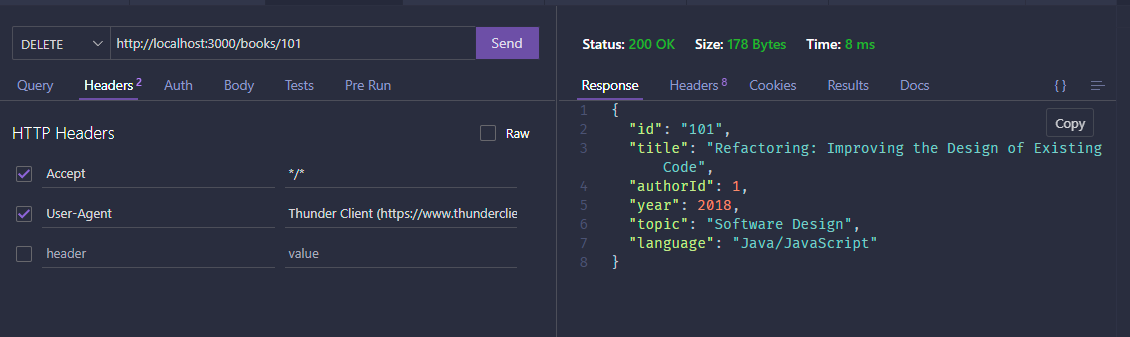 DELETE http://localhost:3000/books/101 Send
Query Headers 2 Auth Body Tests Pre Run
HTTP Headers Raw
Accept */*
User-Agent Thunder Client (https://www.thunderclie
header value
Status: 200 OK Size: 178 Bytes Time: 8 ms
Response Headers 8 Cookies Results Docs {}
Copy
1 {
2 "id": "101",
3 "title": "Refactoring: Improving the Design of Existing
Code",
4 "authorId": 1,
5 "year": 2018,
6 "topic": "Software Design",
7 "language": "Java/JavaScript"
8 }